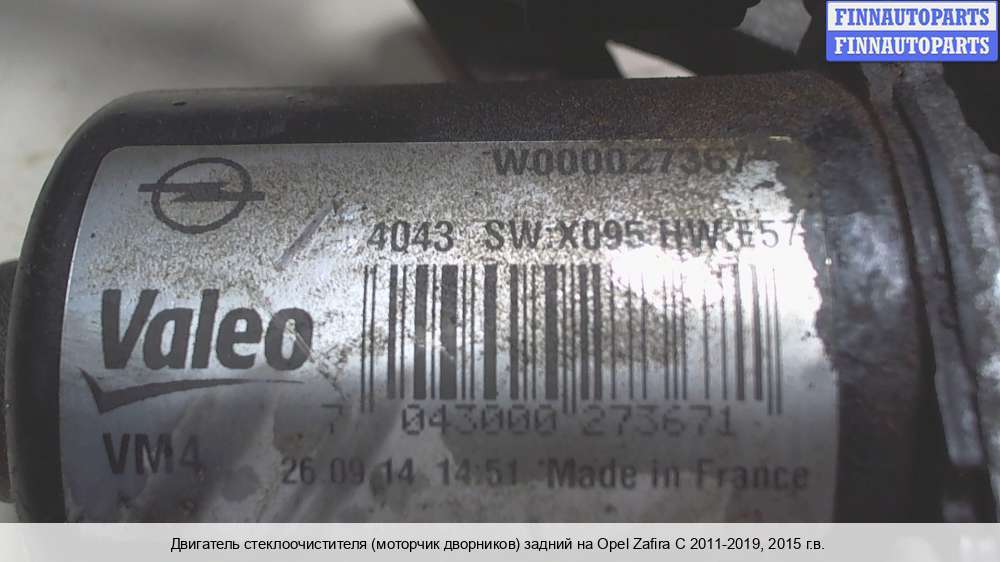 FINNAUTOPARTS
FINNAUTOPARTS
W000027367
4043 SW:X095 HW:E57
Valeo
7 043000 273671
VM4
26.09.14 14:51 Made in France
Двигатель стеклоочистителя (моторчик дворников) задний на Opel Zafira C 2011-2019, 2015 г.в.